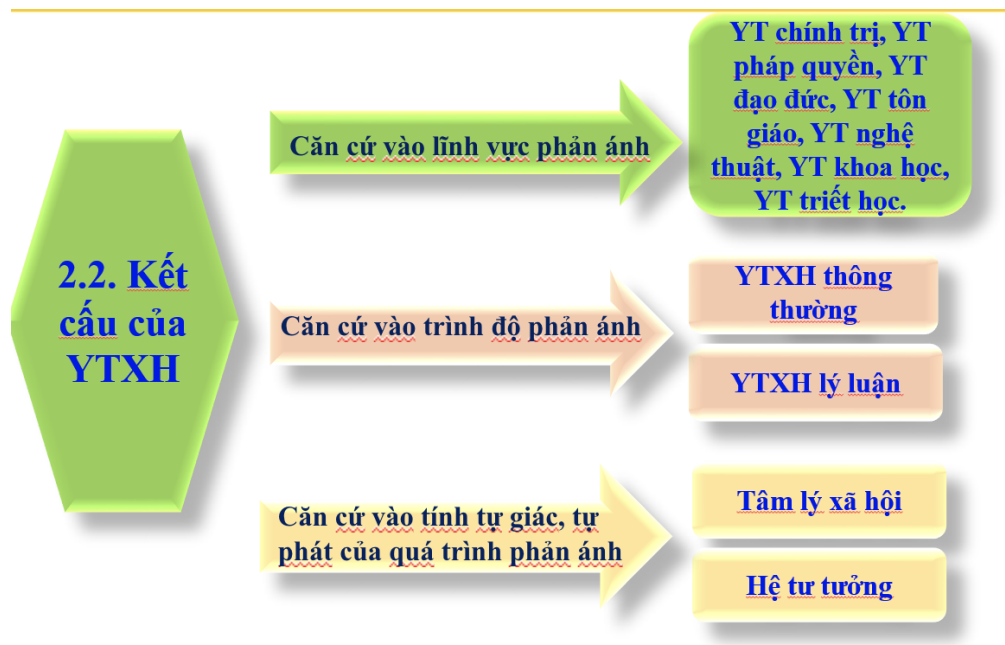 2.2. Kết
cấu của
YTXH
Căn cứ vào lĩnh vực phản ánh
YT chính trị, YT
pháp quyền, YT
đạo đức, YT tôn
giáo, YT nghệ
thuật, YT khoa học,
YT triết học.
Căn cứ vào trình độ phản ánh
YTXH thông
thường
YTXH lý luận
Căn cứ vào tính tự giác, tự
phát của quá trình phản ánh
Tâm lý xã hội
Hệ tư tưởng